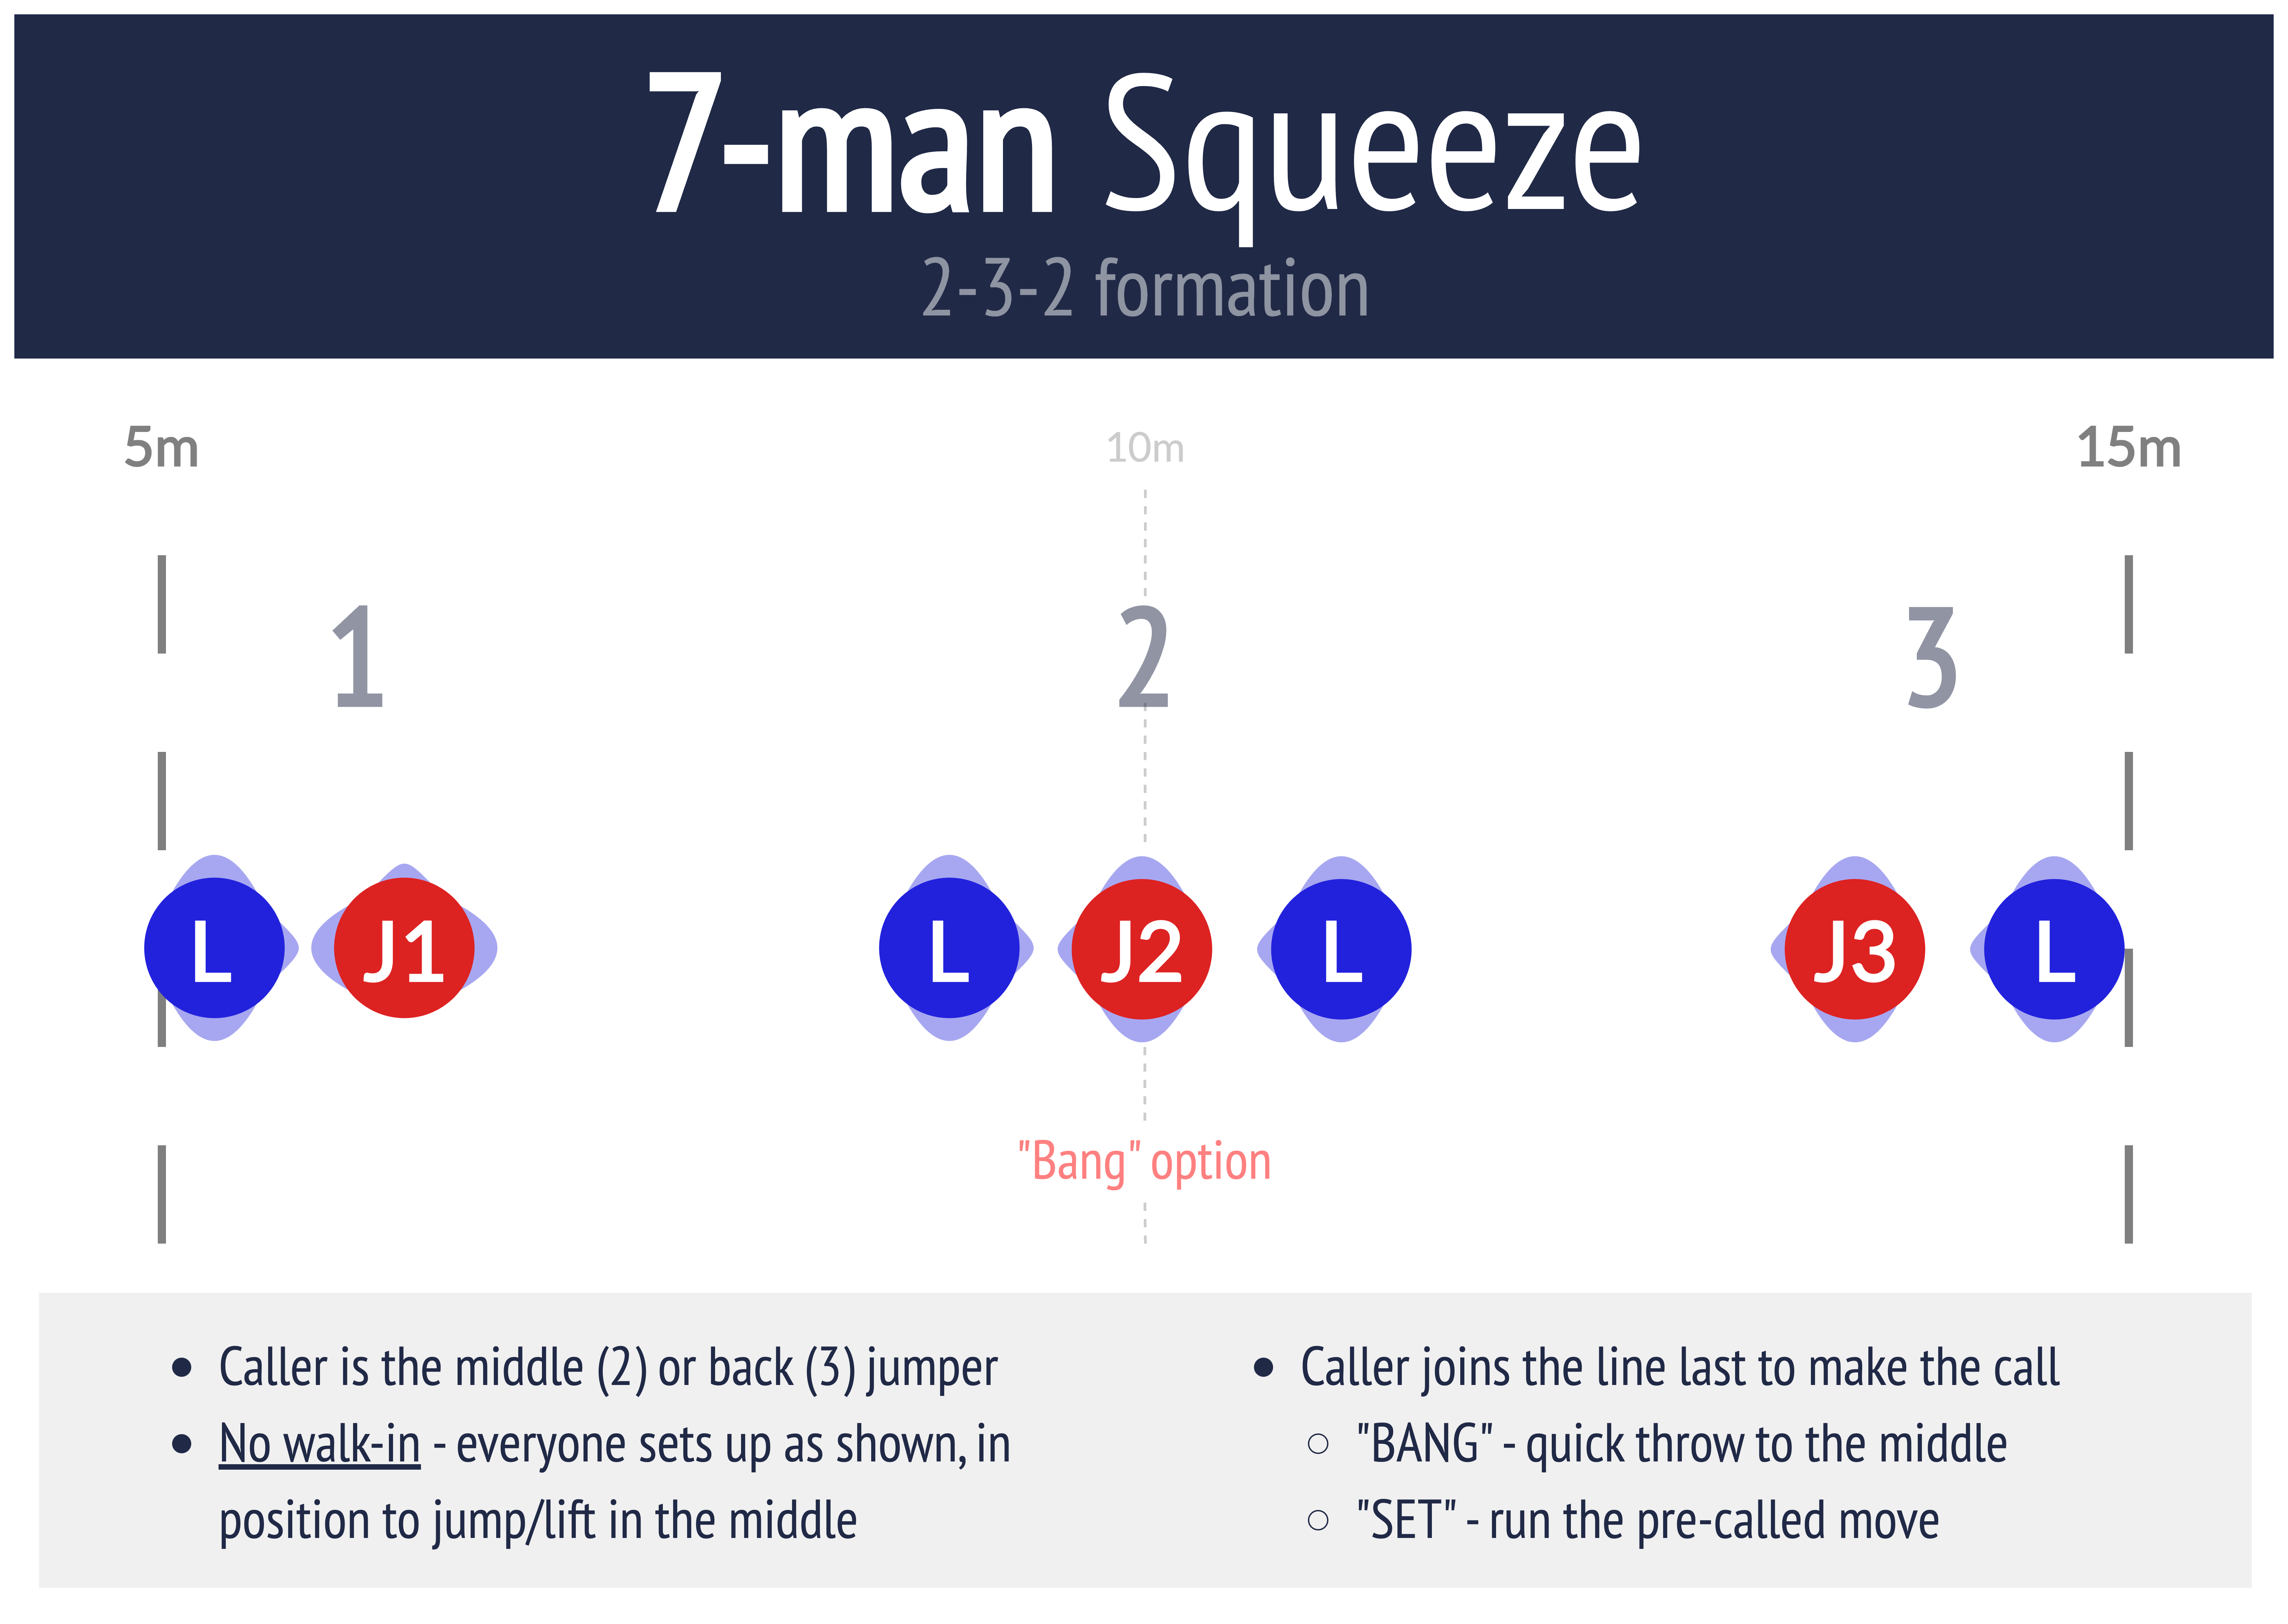 7-man Squeeze
2-3-2 formation
5m
10m
15m
1
2
3
L
J1
L
J2
L
J3
L
"Bang" option
Caller is the middle (2) or back (3) jumper
No walk-in - everyone sets up as shown, in
position to jump/lift in the middle
Caller joins the line last to make the call
"BANG" - quick throw to the middle
"SET" - run the pre-called move